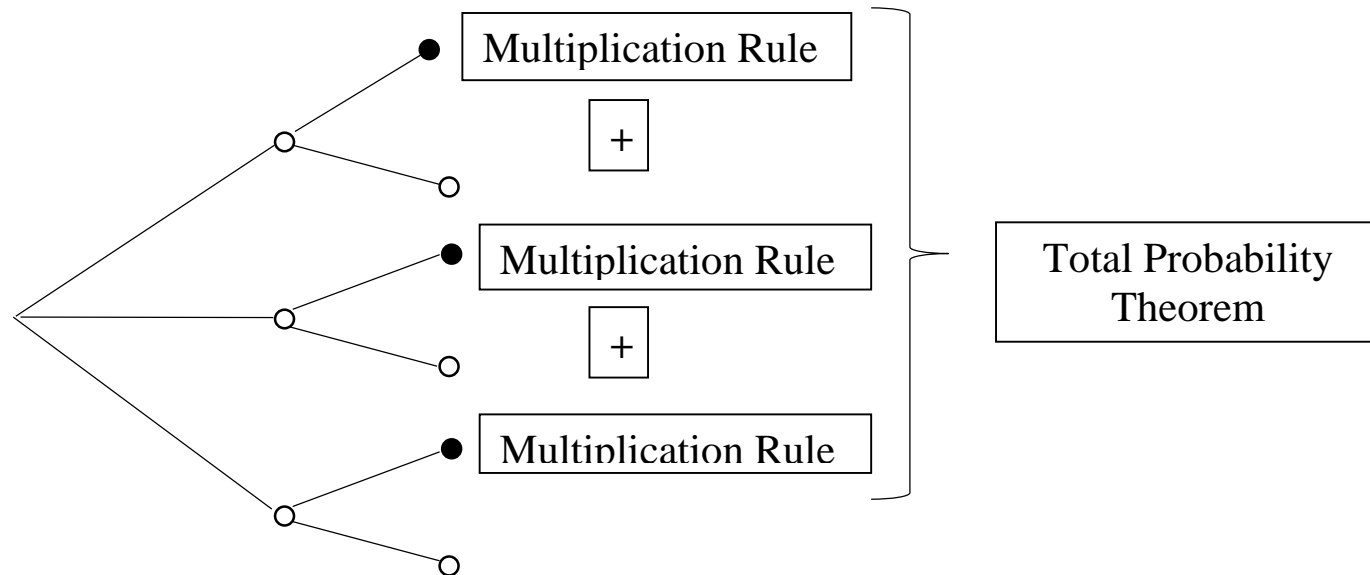 Multiplication Rule
+
Multiplication Rule
+
Multiplication Rule
Total Probability
Theorem